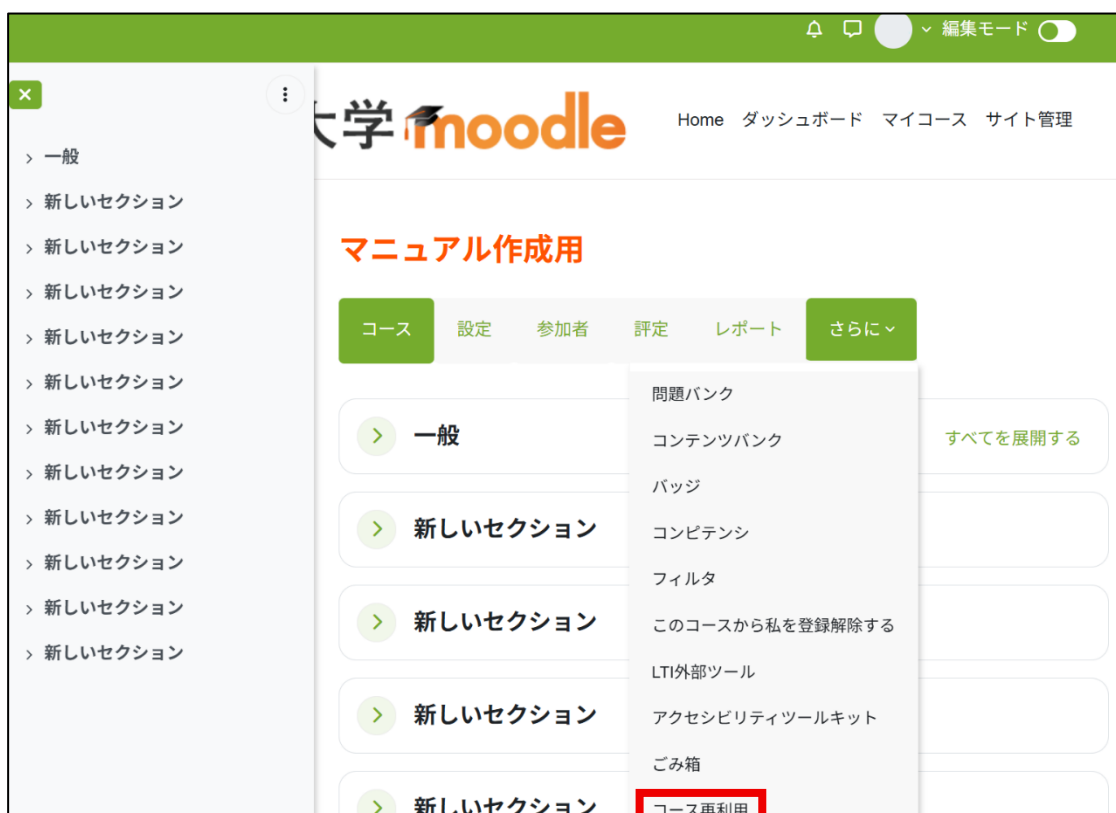 編集モード
大学 moodle
Home ダッシュボード マイコース サイト管理
一般
新しいセクション
新しいセクション
新しいセクション
新しいセクション
新しいセクション
新しいセクション
新しいセクション
新しいセクション
新しいセクション
新しいセクション
新しいセクション
マニュアル作成用
コース 設定 参加者 評定 レポート さらに
問題バンク
コンテンツバンク
バッジ
コンピテンシ
フィルタ
このコースから私を登録解除する
LTI外部ツール
アクセシビリティツールキット
ごみ箱
コース再利用
一般 すべてを展開する
新しいセクション
新しいセクション
新しいセクション
新しいセクション